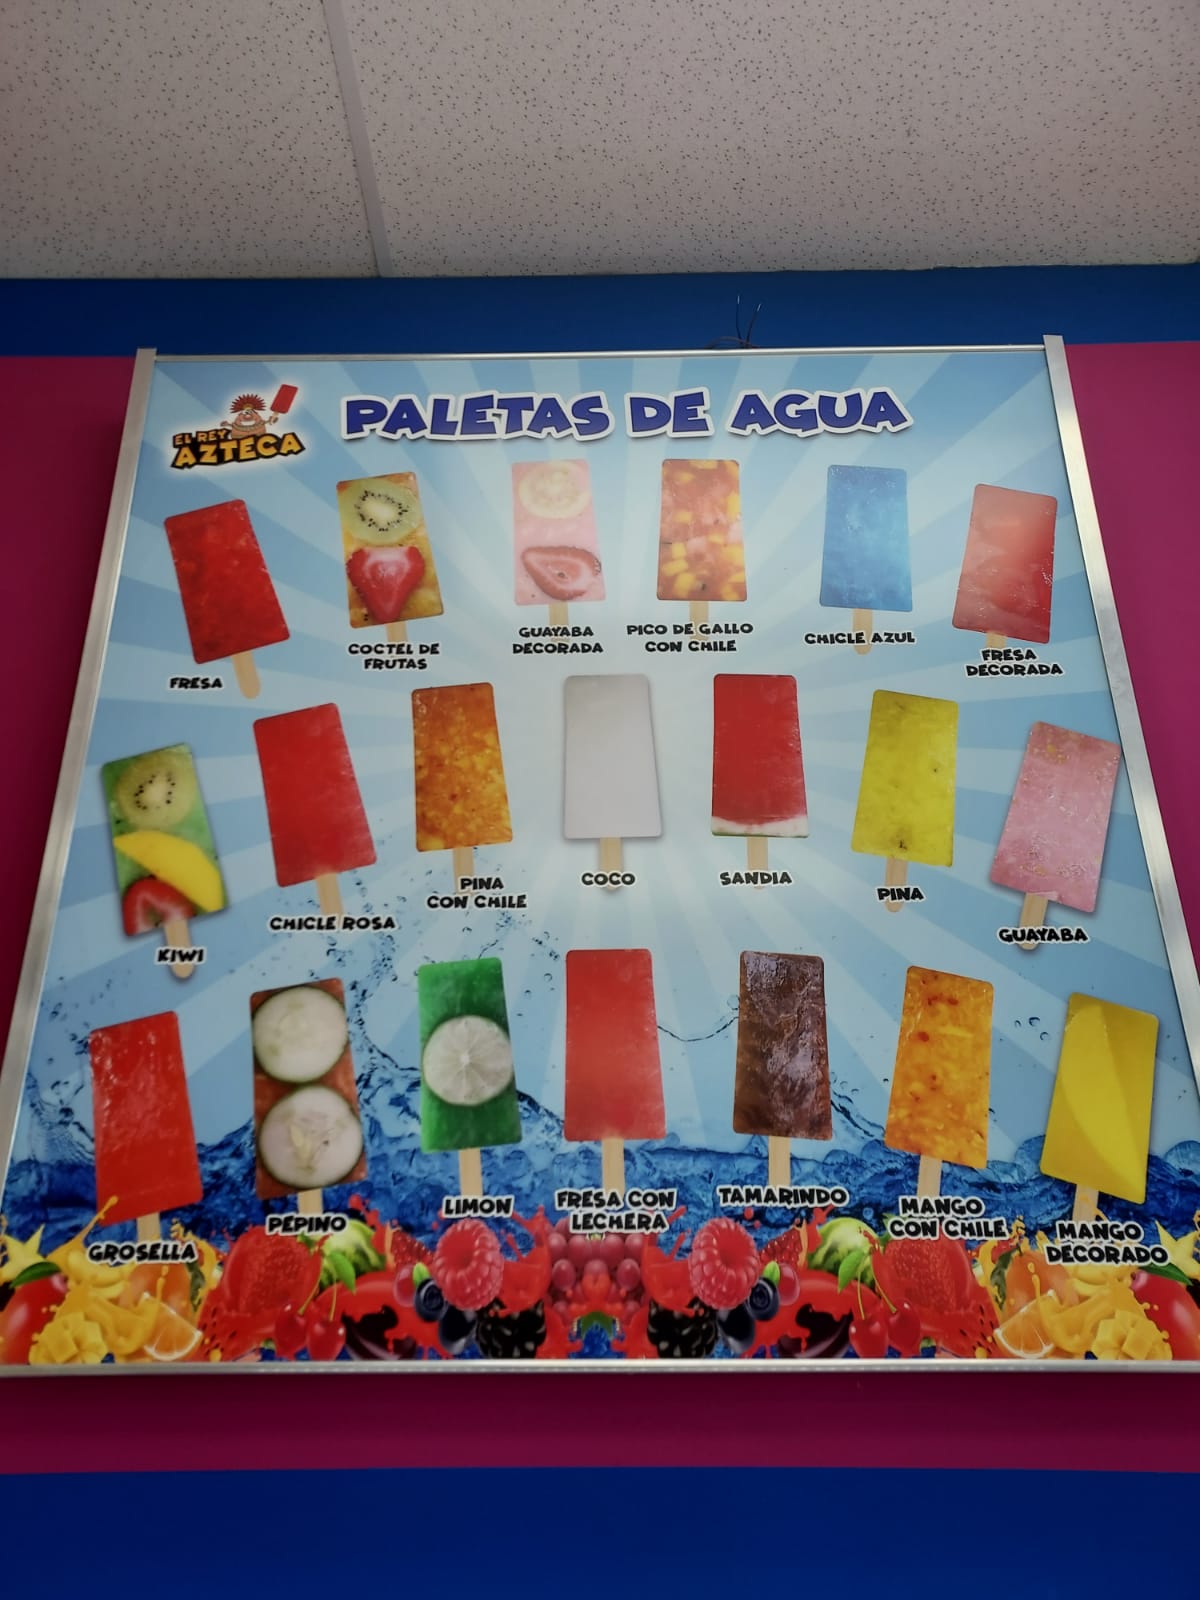 EL REY
AZTECA
PALETAS DE AGUA
FRESA
COCTEL DE
FRUTAS
GUAYABA
DECORADA
PICO DE GALLO
CON CHILE
CHICLE AZUL
FRESA
DECORADA
KIWI
CHICLE ROSA
PINA
CON CHILE
COCO
SANDIA
PINA
GUAYABA
GROSELLA
PEPINO
LIMON
FRESA CON
LECHERA
TAMARINDO
MANGO
CON CHILE
MANGO
DECORADO